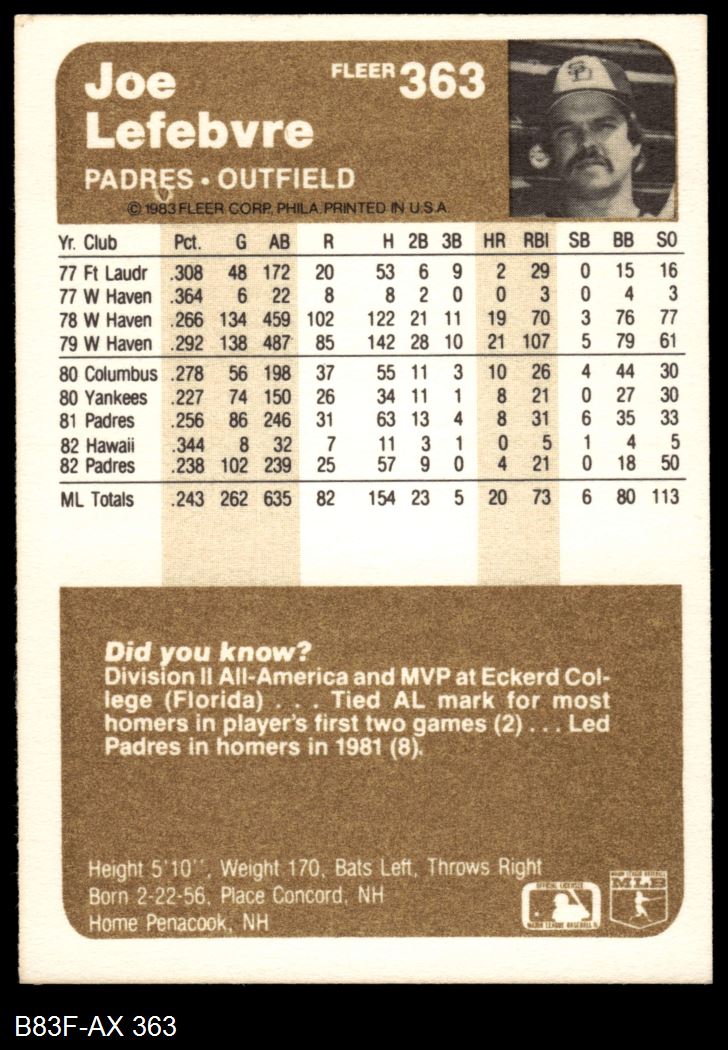 Joe FLEER 363
Lefebvre
PADRES • OUTFIELD
© 1983 FLEER CORP. PHILA. PRINTED IN U.S.A.
Yr. Club Pct. G AB R H 2B 3B HR RBI SB BB SO
77 Ft Laudr .308 48 172 20 53 6 9 2 29 0 15 16
77 W Haven .364 6 22 8 8 2 0 0 3 0 4 3
78 W Haven .266 134 459 102 122 21 11 19 70 3 76 77
79 W Haven .292 138 487 85 142 28 10 21 107 5 79 61
80 Columbus .278 56 198 37 55 11 3 10 26 4 44 30
80 Yankees .227 74 150 26 34 11 1 8 21 0 27 30
81 Padres .256 86 246 31 63 13 4 8 31 6 35 33
82 Hawaii .344 8 32 7 11 3 1 0 5 1 4 5
82 Padres .238 102 239 25 57 9 0 4 21 0 18 50
ML Totals .243 262 635 82 154 23 5 20 73 6 80 113
Did you know?
Division II All-America and MVP at Eckerd Col-
lege (Florida) . . . Tied AL mark for most
homers in player's first two games (2) . . . Led
Padres in homers in 1981 (8).
Height 5'10'', Weight 170, Bats Left, Throws Right
Born 2-22-56, Place Concord, NH
Home Penacook, NH
OFFICIAL LICENSEE
MAJOR LEAGUE BASEBALL
B83F-AX 363